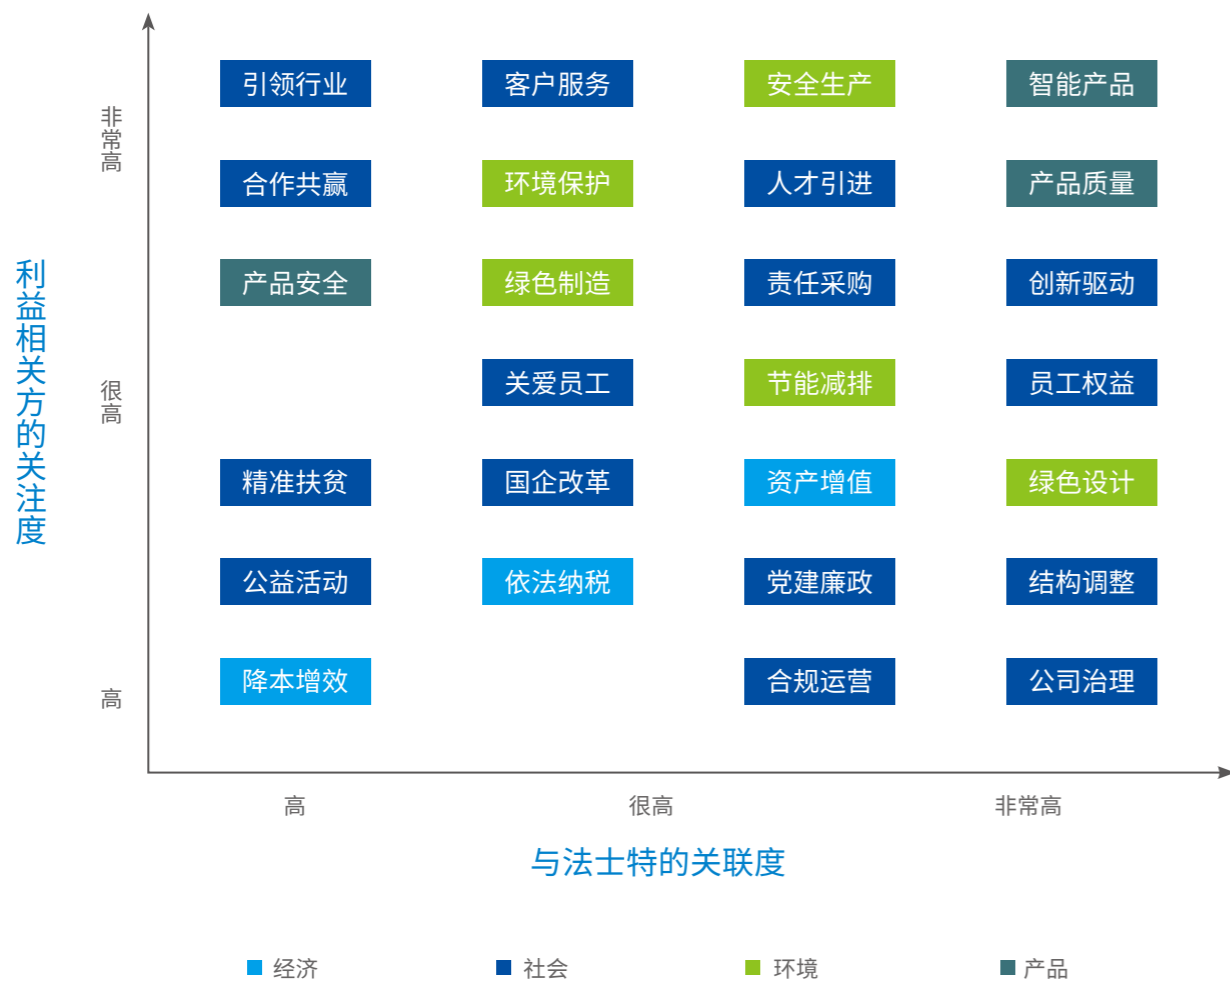 利益相关方的关注度
非常高
很高
高
引领行业 客户服务 安全生产 智能产品
合作共赢 环境保护 人才引进 产品质量
产品安全 绿色制造 责任采购 创新驱动
关爱员工 节能减排 员工权益
精准扶贫 国企改革 资产增值 绿色设计
公益活动 依法纳税 党建廉政 结构调整
降本增效 合规运营 公司治理
高 很高 非常高
与法士特的关联度
经济 社会 环境 产品